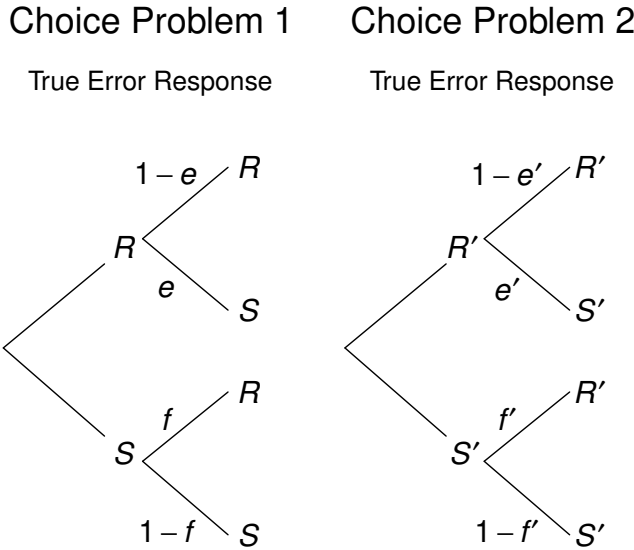 Choice Problem 1 Choice Problem 2
True Error Response True Error Response
1 – e R 1 – e′ R′
R R′
e S e′ S′
f R f′ R′
S S′
1 – f S 1 – f′ S′